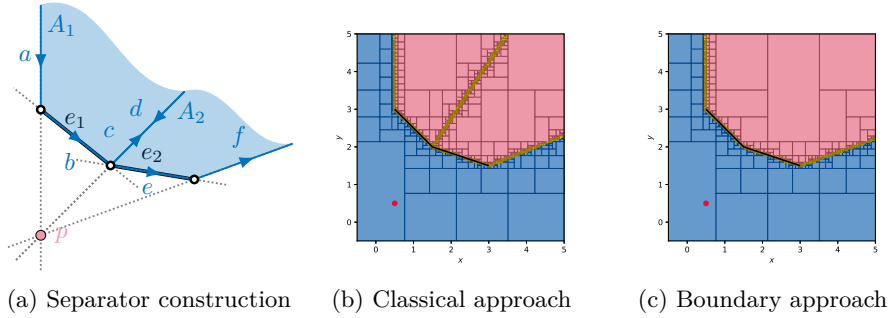 A1
a
e1
c
d
A2
f
b
e2
e
p
5
4
3
2
1
0
y
0
1
2
3
4
5
x
5
4
3
2
1
0
y
0
1
2
3
4
5
x
(a) Separator construction
(b) Classical approach
(c) Boundary approach